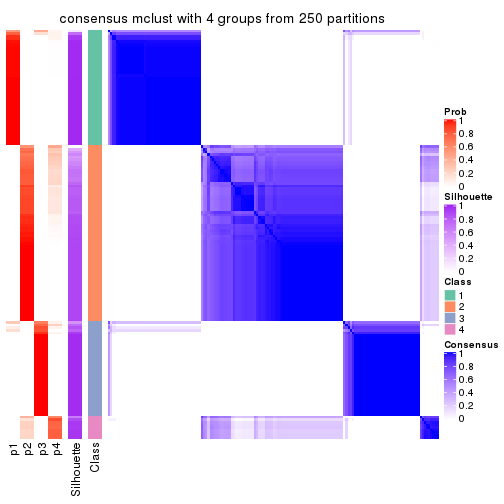 consensus mclust with 4 groups from 250 partitions
Prob
1
0.8
0.6
0.4
0.2
0
Silhouette
1
0.8
0.6
0.4
0.2
0
Class
1
2
3
4
Consensus
1
0.8
0.6
0.4
0.2
0
p1
p2
p3
p4
Silhouette
Class